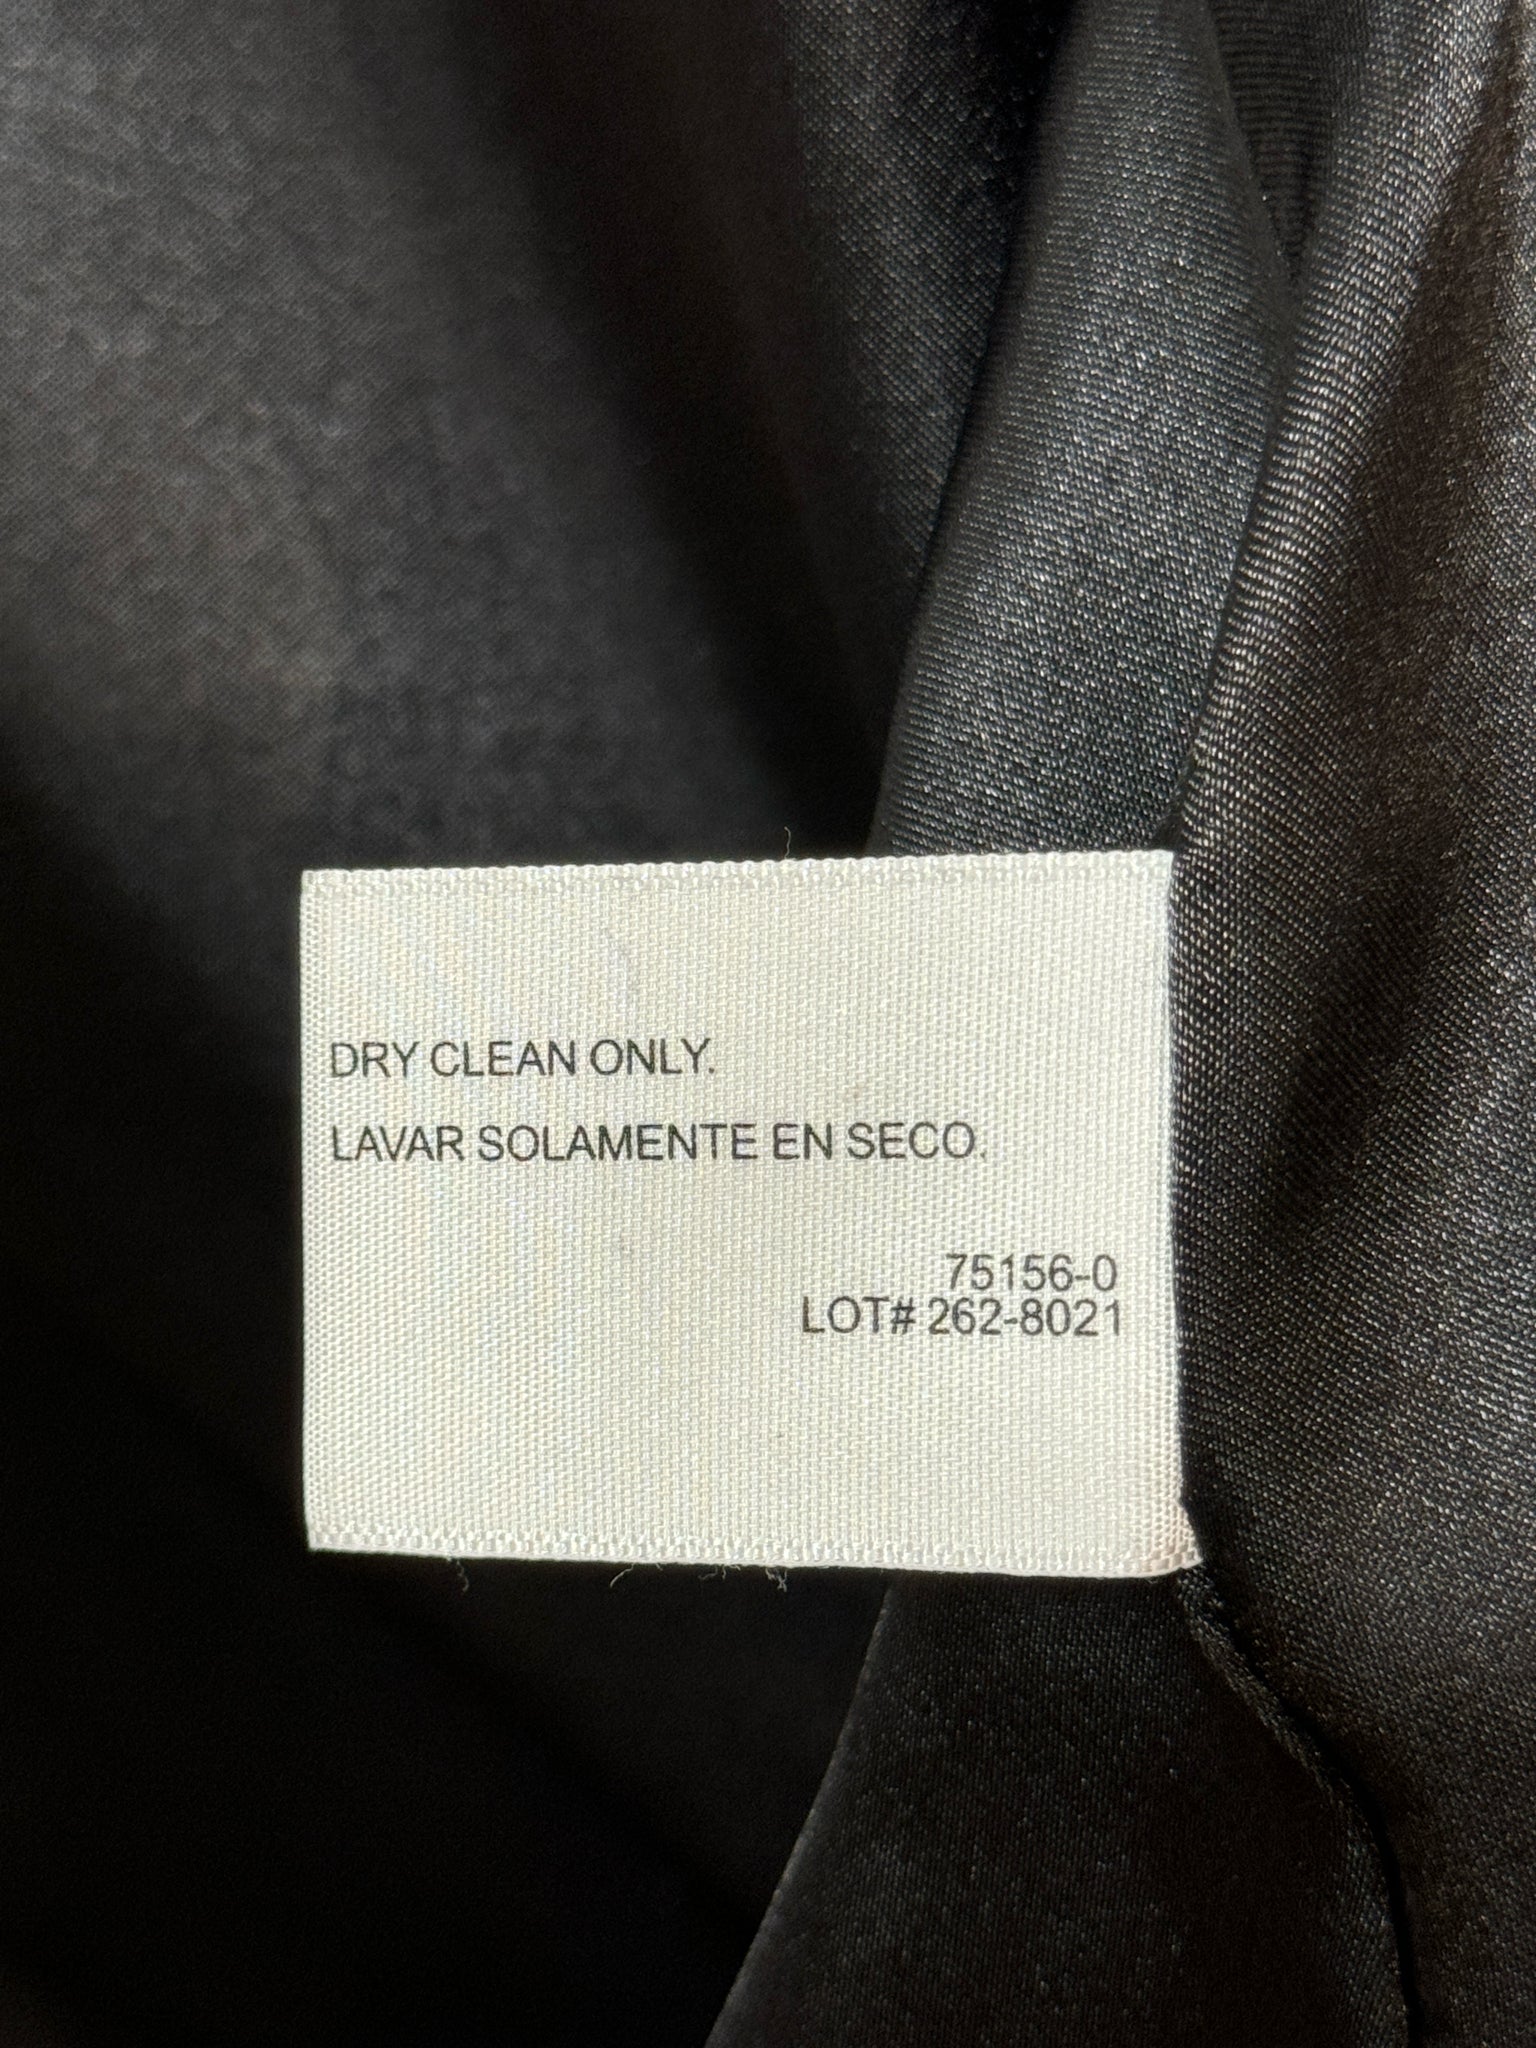 DRY CLEAN ONLY.
LAVAR SOLAMENTE EN SECO.
75156-0
LOT# 262-8021